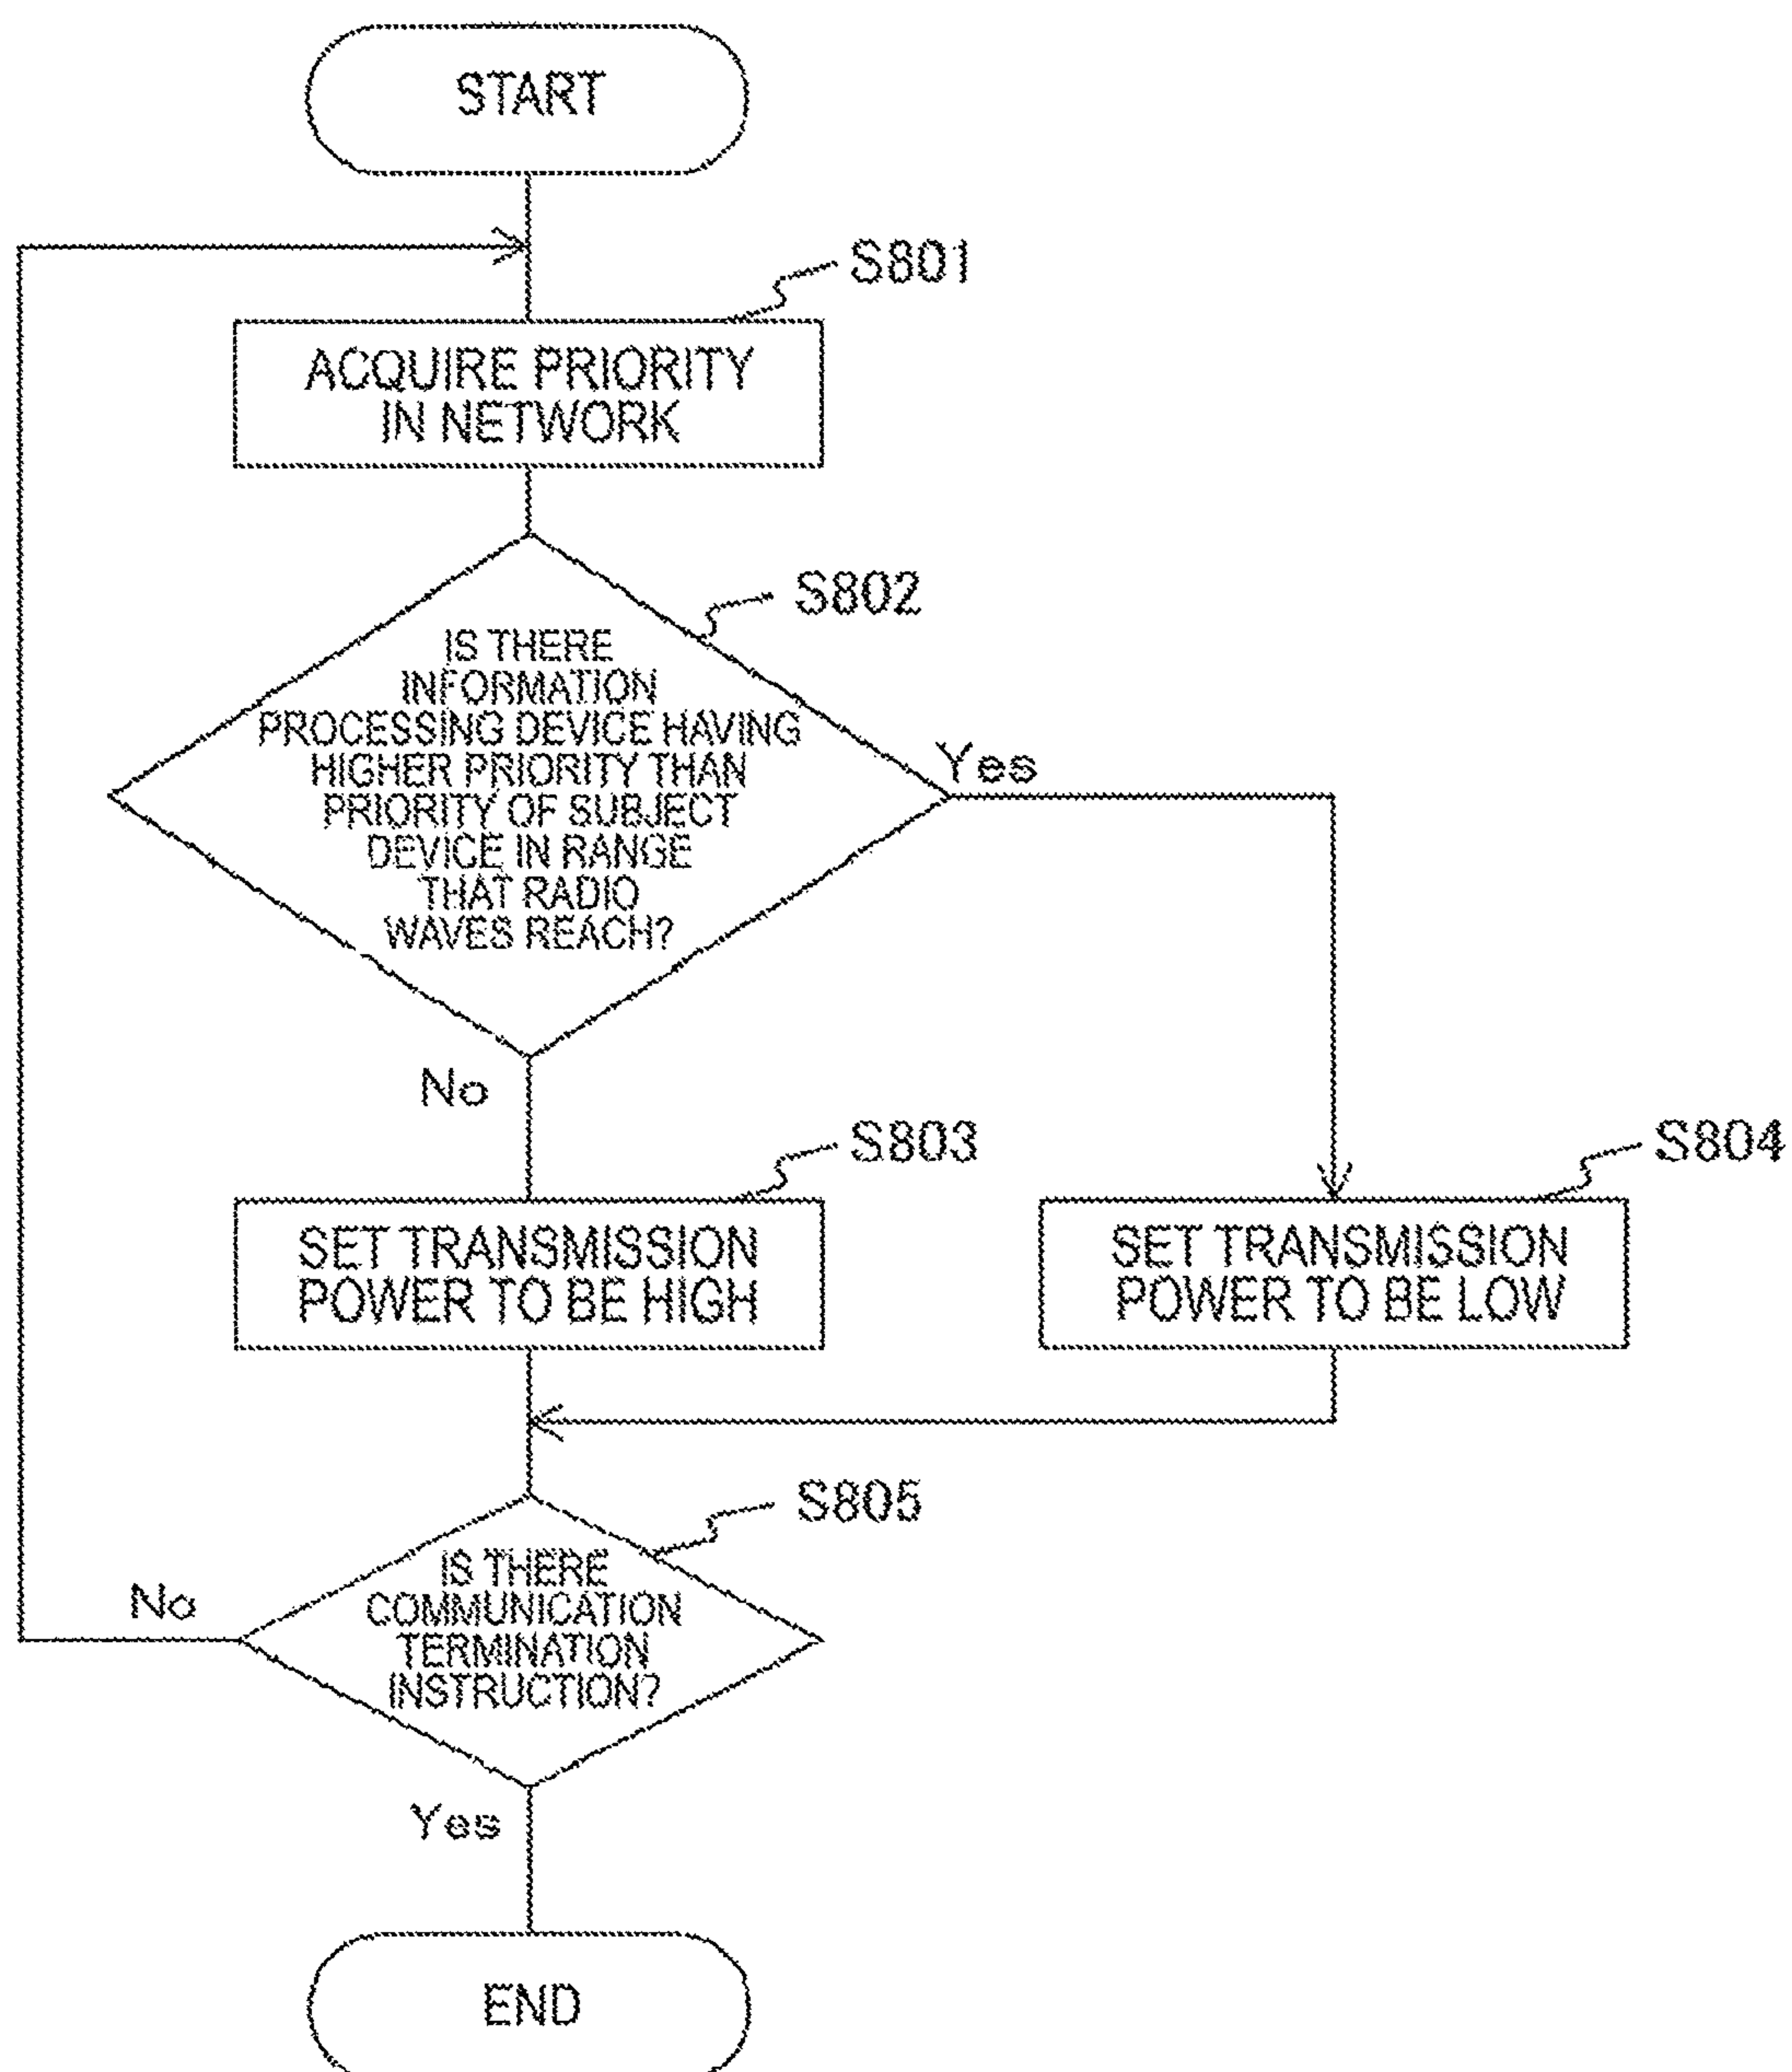 START
S801
ACQUIRE PRIORITY
IN NETWORK
S802
IS THERE
INFORMATION
PROCESSING DEVICE HAVING
HIGHER PRIORITY THAN
PRIORITY OF SUBJECT
DEVICE IN RANGE
THAT RADIO
WAVES REACH?
Yes
No
S803
SET TRANSMISSION
POWER TO BE HIGH
S804
SET TRANSMISSION
POWER TO BE LOW
S805
IS THERE
COMMUNICATION
TERMINATION
INSTRUCTION?
No
Yes
END